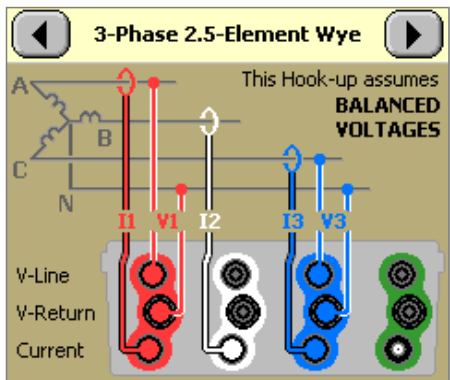 3-Phase 2.5-Element Wye
This Hook-up assumes
BALANCED
VOLTAGES
A
B
C
N
I1 V1 I2 I3 V3
V-Line
V-Return
Current